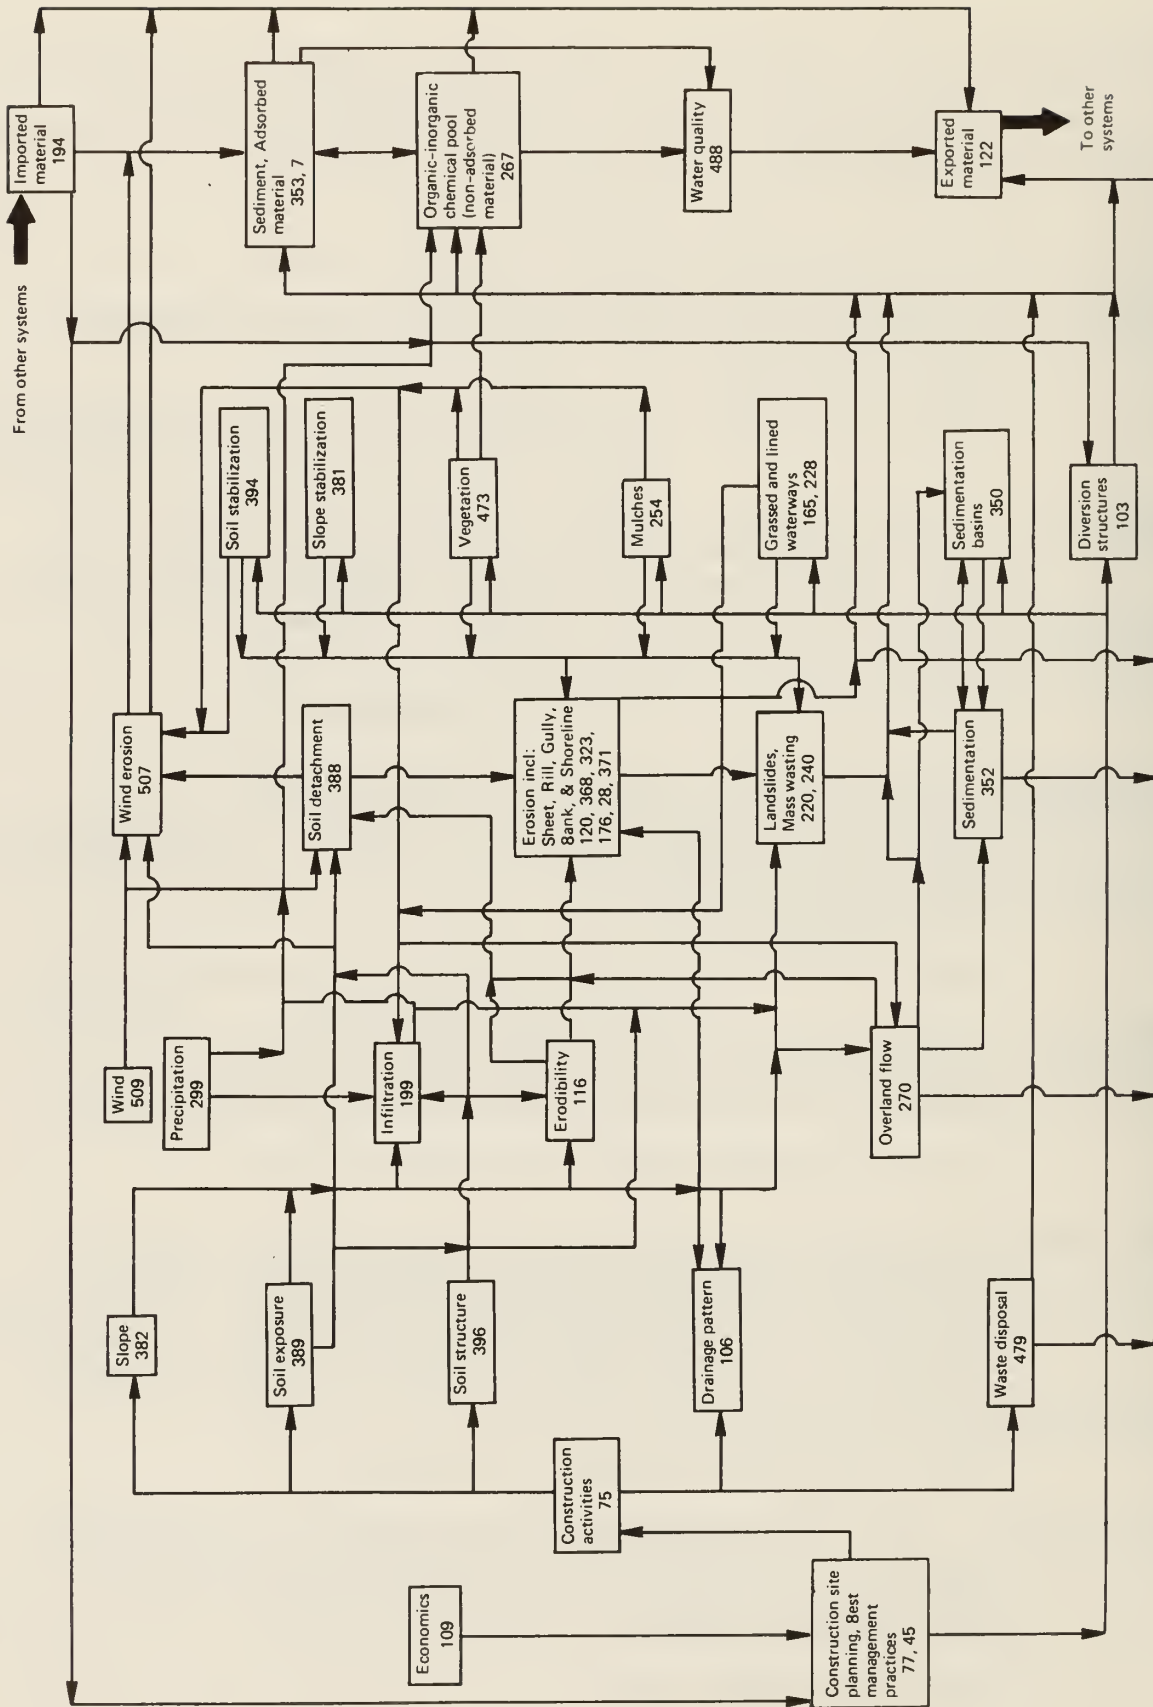 From other systems
Imported
material
194
Sediment, Adsorbed
material
353, 7
Organic-inorganic
chemical pool
(non-adsorbed
material)
267
Water quality
488
Exported
material
122
To other
systems
Wind erosion
507
Soil stabilization
394
Slope stabilization
381
Vegetation
473
Mulches
254
Grassed and lined
waterways
165, 228
Sedimentation
basins
350
Diversion
structures
103
Soil detachment
388
Erosion incl:
Sheet, Rill, Gully,
Bank, & Shoreline
120, 368, 323,
176, 28, 371
Landslides,
Mass wasting
220, 240
Sedimentation
352
Wind
509
Precipitation
299
Infiltration
199
Erodibility
116
Overland flow
270
Slope
382
Soil exposure
389
Soil structure
396
Drainage pattern
106
Waste disposal
479
Construction
activities
75
Economics
109
Construction site
planning, Best
management
practices
77, 45